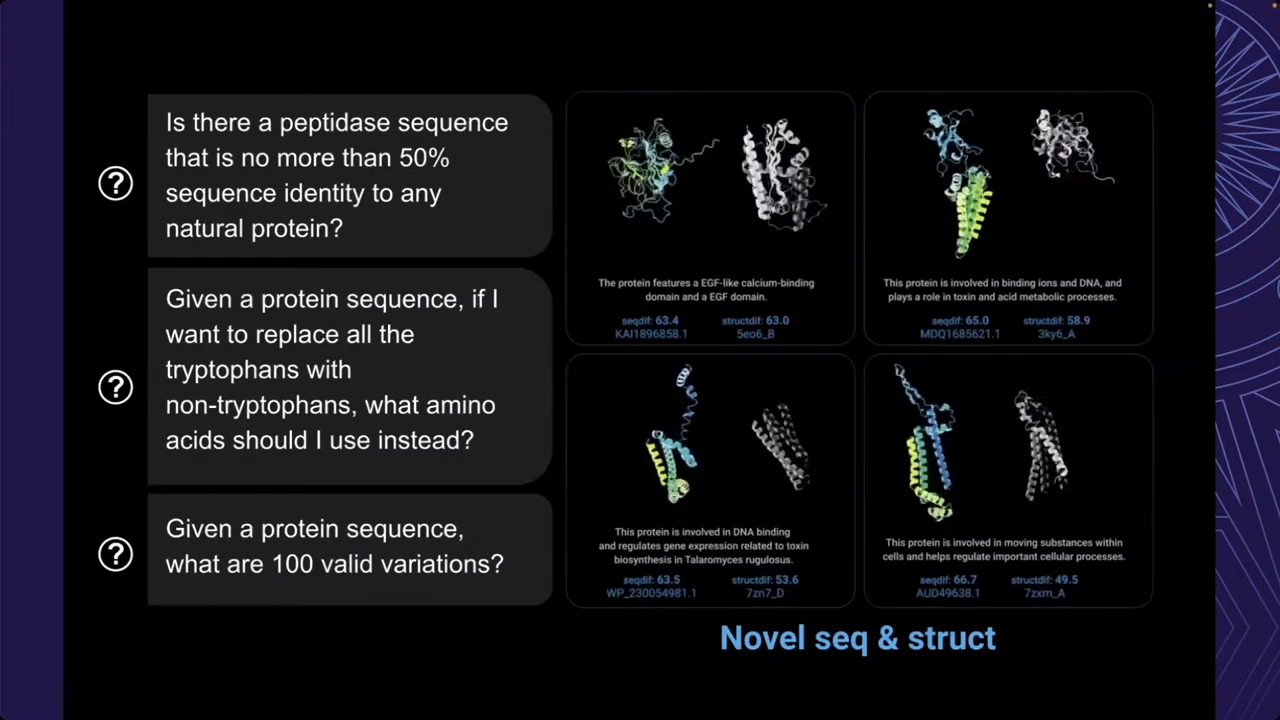 Is there a peptidase sequence
that is no more than 50%
sequence identity to any
natural protein?
Given a protein sequence, if I
want to replace all the
tryptophans with
non-tryptophans, what amino
acids should I use instead?
Given a protein sequence,
what are 100 valid variations?
The protein features a EGF-like calcium-binding
domain and a EGF domain.
seqdif: 63.4 structdif: 63.0
KAI1896858.1 5eo6_B
This protein is involved in binding ions and DNA, and
plays a role in toxin and acid metabolic processes.
seqdif: 65.0 structdif: 58.9
MDQ1685621.1 3ky6_A
This protein is involved in DNA binding
and regulates gene expression related to toxin
biosynthesis in Talaromyces rugulosus.
seqdif: 63.5 structdif: 53.6
WP_230054981.1 7zn7_D
This protein is involved in moving substances within
cells and helps regulate important cellular processes.
seqdif: 66.7 structdif: 49.5
AUD49638.1 7zxm_A
Novel seq & struct